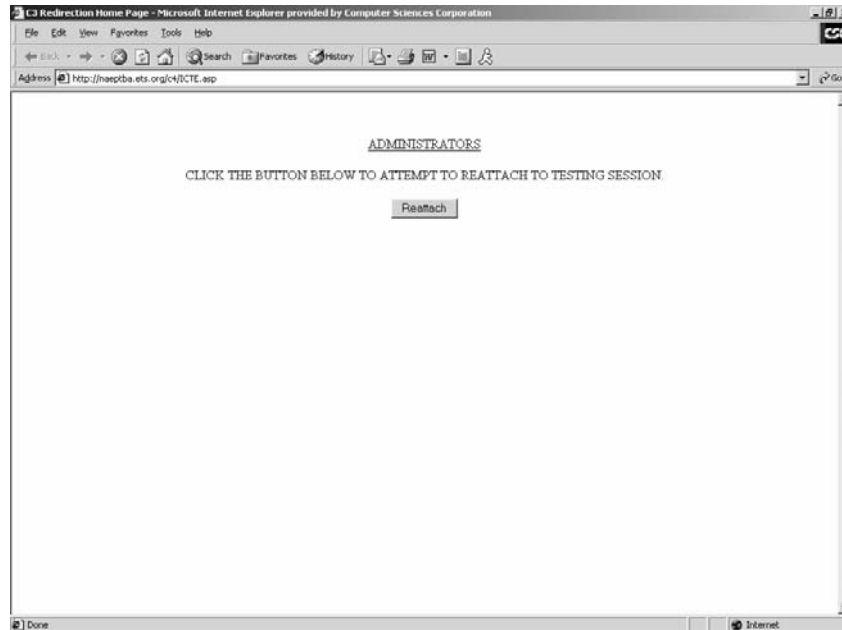 C3 Redirection Home Page - Microsoft Internet Explorer provided by Computer Sciences Corporation
File Edit View Favorites Tools Help
Back Search Favorites History
Address http://naeptba.ets.org/c4/ICTE.asp Go
ADMINISTRATORS
CLICK THE BUTTON BELOW TO ATTEMPT TO REATTACH TO TESTING SESSION.
Reattach
Done Internet